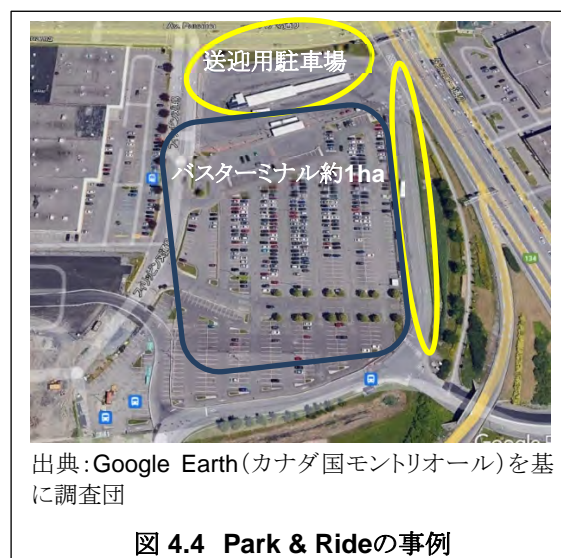 送迎用駐車場
バスターミナル約1ha
134
Google E
出典:Google Earth(カナダ国モントリオール)を基
に調査団
図 4.4 Park & Rideの事例